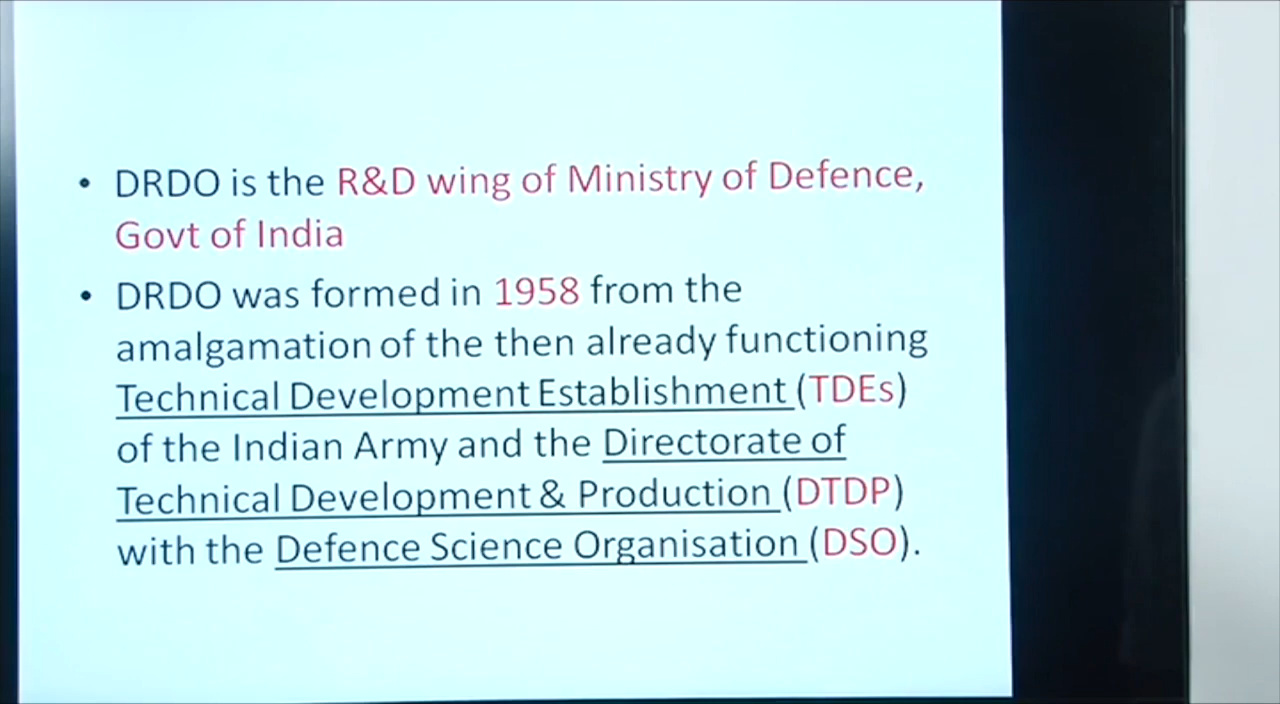 • DRDO is the R&D wing of Ministry of Defence,
Govt of India
• DRDO was formed in 1958 from the
amalgamation of the then already functioning
Technical Development Establishment (TDEs)
of the Indian Army and the Directorate of
Technical Development & Production (DTDP)
with the Defence Science Organisation (DSO).